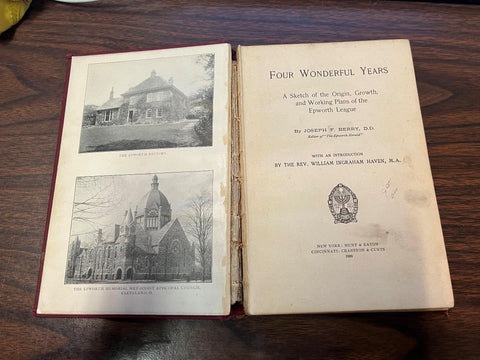 THE EPWORTH RECTORY.
THE EPWORTH MEMORIAL METHODIST EPISCOPAL CHURCH,
CLEVELAND, O.
FOUR WONDERFUL YEARS
A Sketch of the Origin, Growth,
and Working Plans of the
Epworth League
By JOSEPH F. BERRY, D.D.
Editor of "The Epworth Herald"
WITH AN INTRODUCTION
BY THE REV. WILLIAM INGRAHAM HAVEN, M.A.
NEW YORK: HUNT & EATON
CINCINNATI: CRANSTON & CURTS